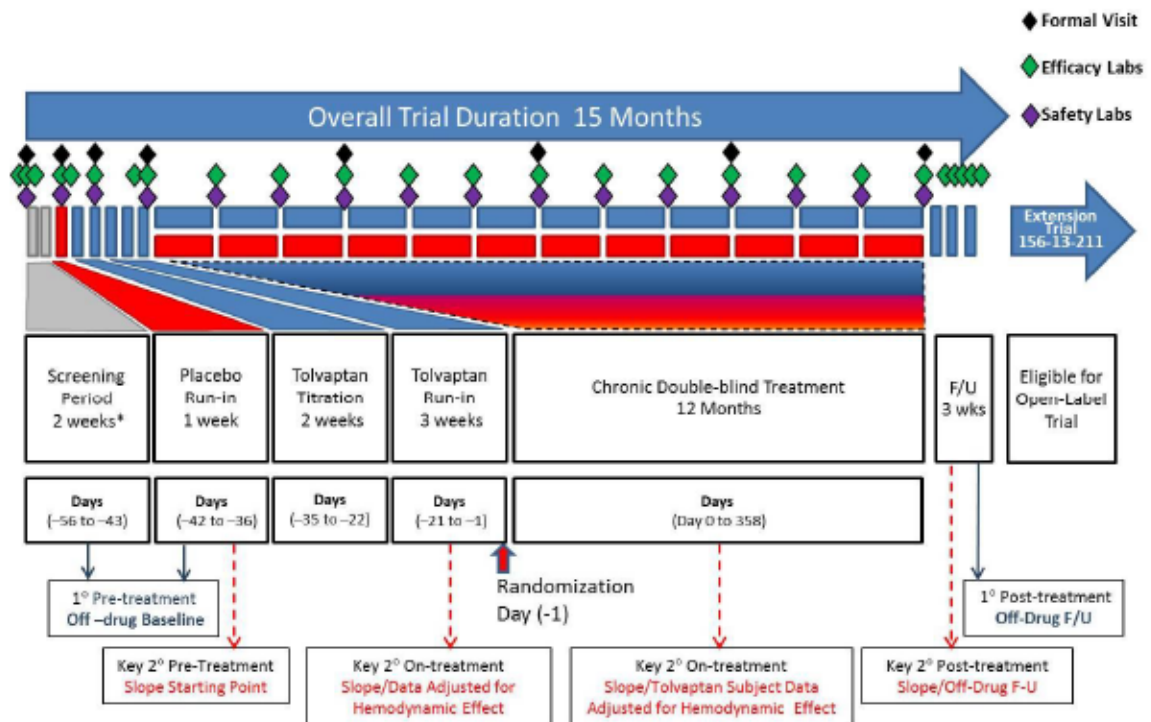 Formal Visit
Efficacy Labs
Safety Labs
Overall Trial Duration 15 Months
Extension
Trial
156-13-211
Screening
Period
2 weeks*
Placebo
Run-in
1 week
Tolvaptan
Titration
2 weeks
Tolvaptan
Run-in
3 weeks
Chronic Double-blind Treatment
12 Months
F/U
3 wks
Eligible for
Open-Label
Trial
Days
(–56 to –43)
Days
(–42 to –36)
Days
(–35 to –22)
Days
(–21 to –1)
Days
(Day 0 to 358)
Randomization
Day (-1)
1° Pre-treatment
Off –drug Baseline
1° Post-treatment
Off-Drug F/U
Key 2° Pre-Treatment
Slope Starting Point
Key 2° On-treatment
Slope/Data Adjusted for
Hemodynamic Effect
Key 2° On-treatment
Slope/Tolvaptan Subject Data
Adjusted for Hemodynamic Effect
Key 2° Post-treatment
Slope/Off-Drug F-U